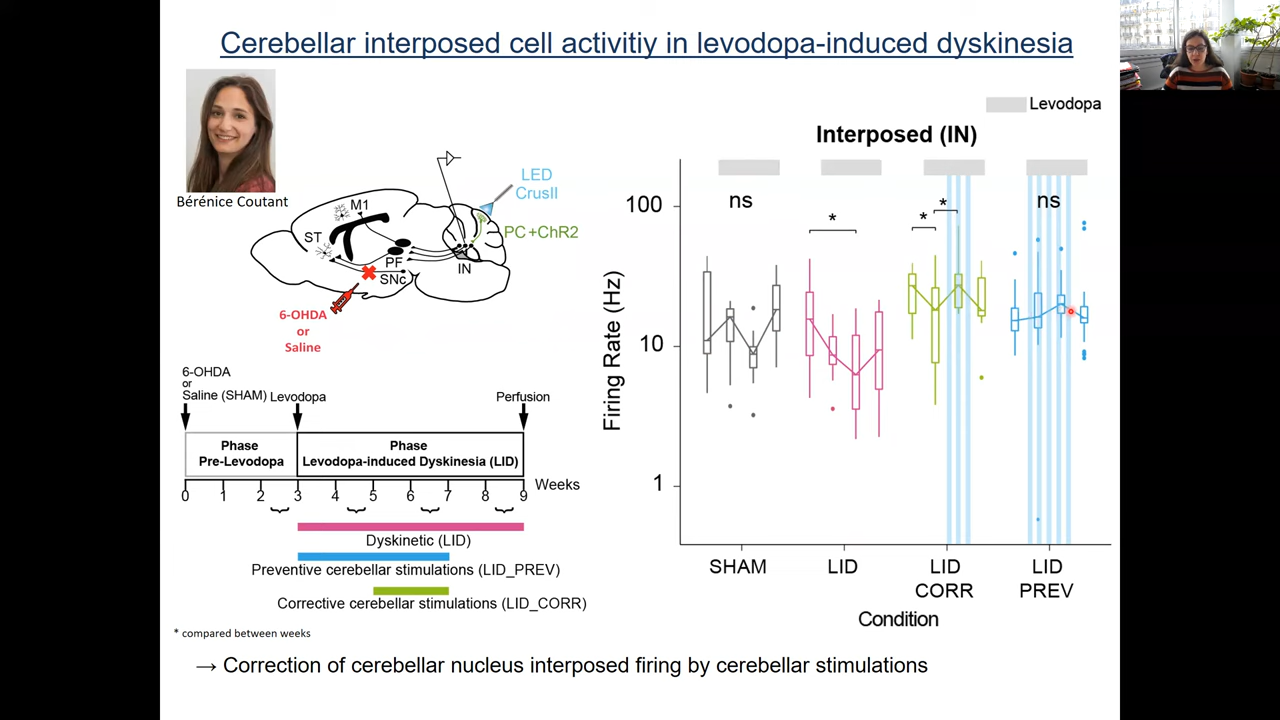 Cerebellar interposed cell activitiy in levodopa-induced dyskinesia
Bérénice Coutant
LED
CrusII
PC +ChR2
M1
ST
PF
SNc
IN
6-OHDA
or
Saline
6-OHDA
or
Saline (SHAM)
Levodopa
Perfusion
Phase
Pre-Levodopa
Phase
Levodopa-induced Dyskinesia (LID)
0 1 2 3 4 5 6 7 8 9
Weeks
Dyskinetic (LID)
Preventive cerebellar stimulations (LID_PREV)
Corrective cerebellar stimulations (LID_CORR)
* compared between weeks
Levodopa
Interposed (IN)
ns
*
*
*
ns
Firing Rate (Hz)
100
10
1
SHAM
LID
LID
CORR
LID
PREV
Condition
→ Correction of cerebellar nucleus interposed firing by cerebellar stimulations